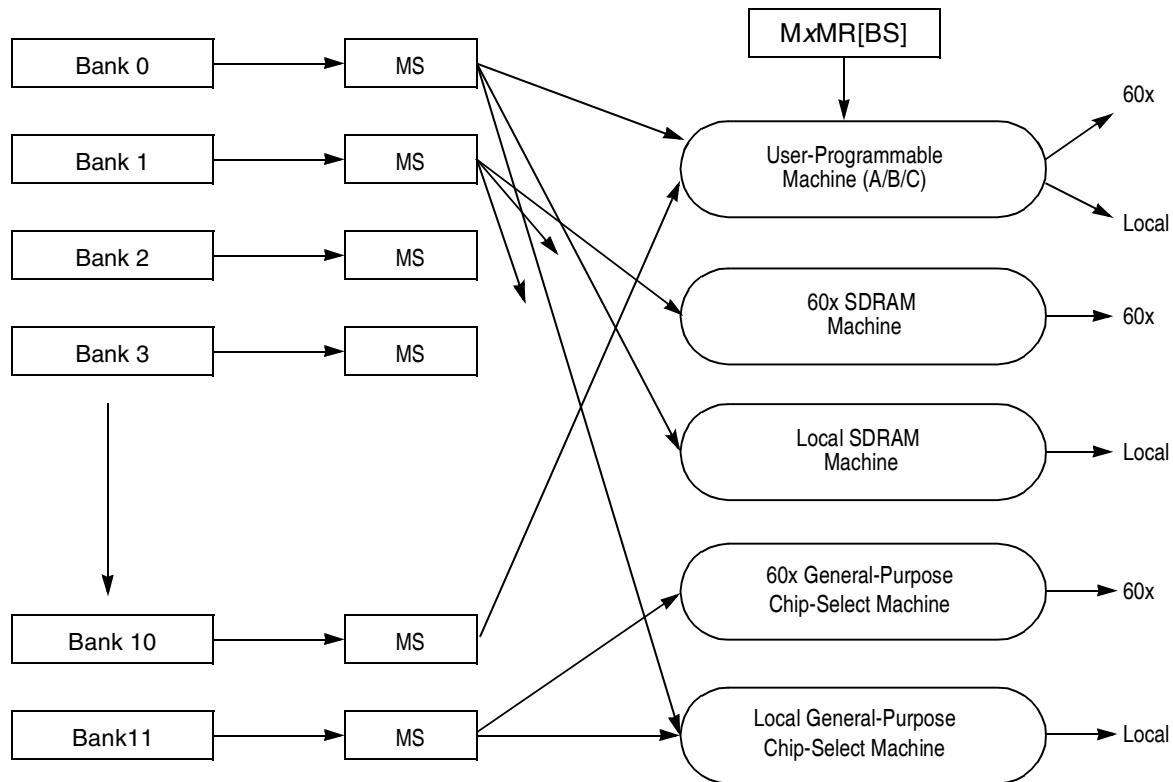 MxMR[BS]
Bank 0
MS
60x
Bank 1
MS
User-Programmable
Machine (A/B/C)
Local
Bank 2
MS
60x SDRAM
Machine
60x
Bank 3
MS
Local SDRAM
Machine
Local
60x General-Purpose
Chip-Select Machine
60x
Bank 10
MS
Bank11
MS
Local General-Purpose
Chip-Select Machine
Local